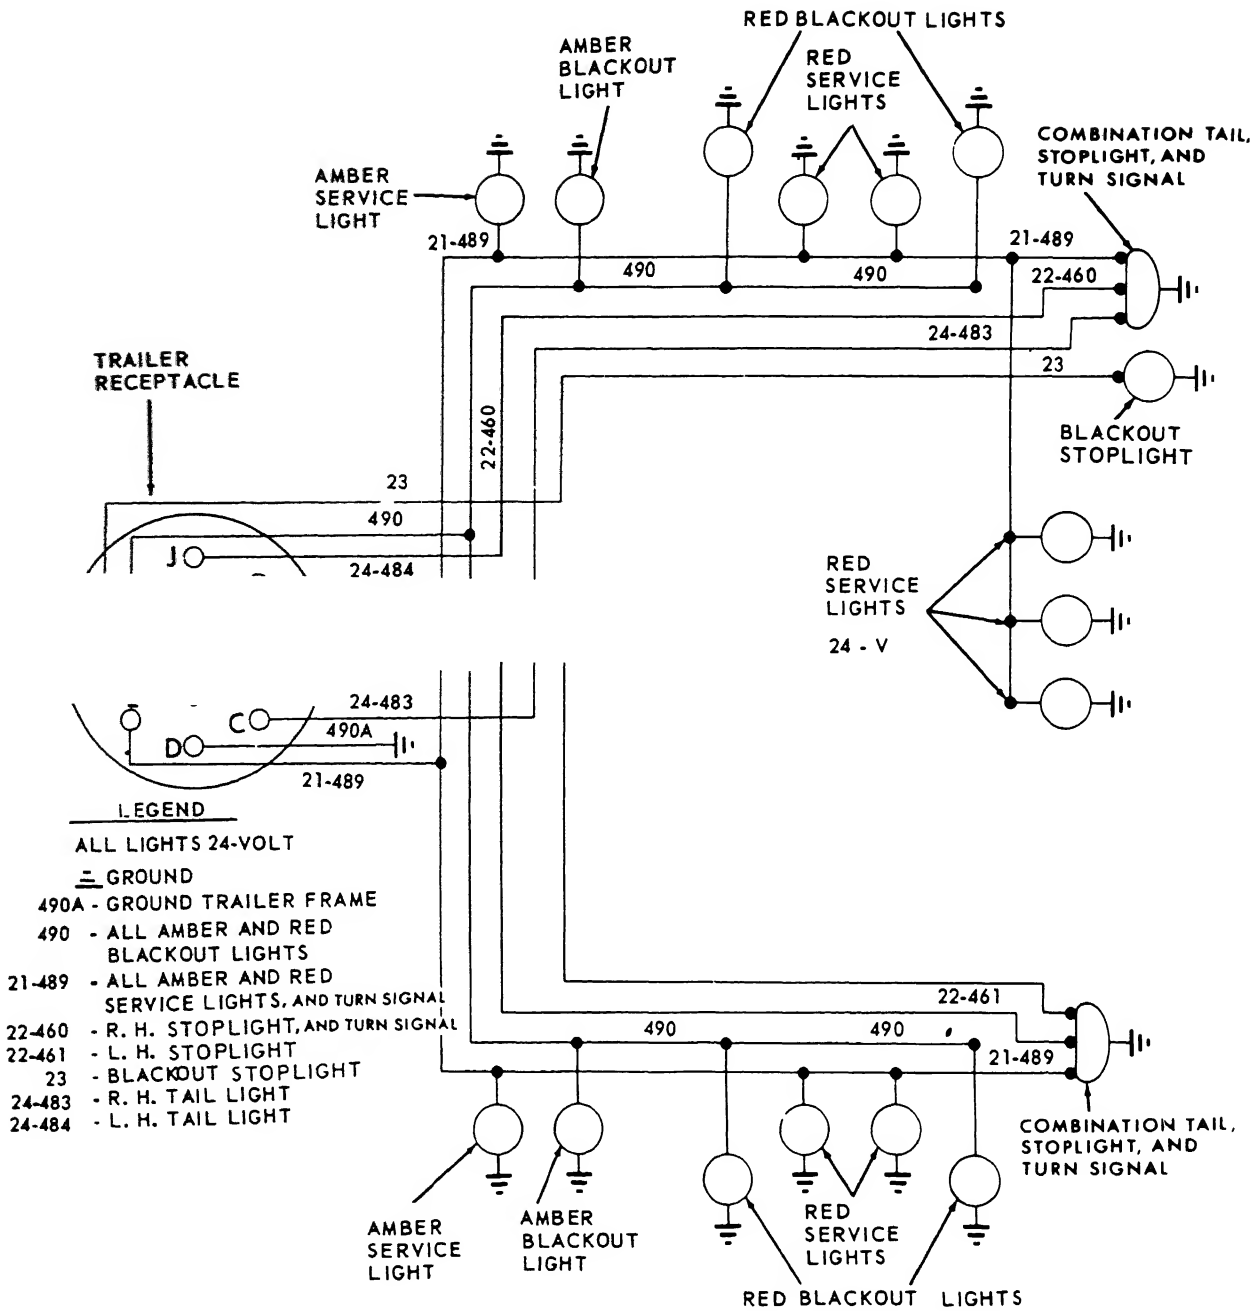 RED BLACKOUT LIGHTS
AMBER
BLACKOUT
LIGHT
RED
SERVICE
LIGHTS
COMBINATION TAIL,
STOPLIGHT, AND
TURN SIGNAL
AMBER
SERVICE
LIGHT
21-489
21-489
490
490
22-460
24-483
23
TRAILER
RECEPTACLE
22-460
BLACKOUT
STOPLIGHT
23
490
J
24-484
RED
SERVICE
LIGHTS
24 - V
24-483
C
490A
D
21-489
LEGEND
ALL LIGHTS 24-VOLT
GROUND
490A - GROUND TRAILER FRAME
490 - ALL AMBER AND RED
BLACKOUT LIGHTS
21-489 - ALL AMBER AND RED
SERVICE LIGHTS, AND TURN SIGNAL
22-460 - R. H. STOPLIGHT, AND TURN SIGNAL
22-461 - L. H. STOPLIGHT
23 - BLACKOUT STOPLIGHT
24-483 - R. H. TAIL LIGHT
24-484 - L. H. TAIL LIGHT
22-461
490
490
21-489
COMBINATION TAIL,
STOPLIGHT, AND
TURN SIGNAL
AMBER
SERVICE
LIGHT
AMBER
BLACKOUT
LIGHT
RED
SERVICE
LIGHTS
RED BLACKOUT LIGHTS